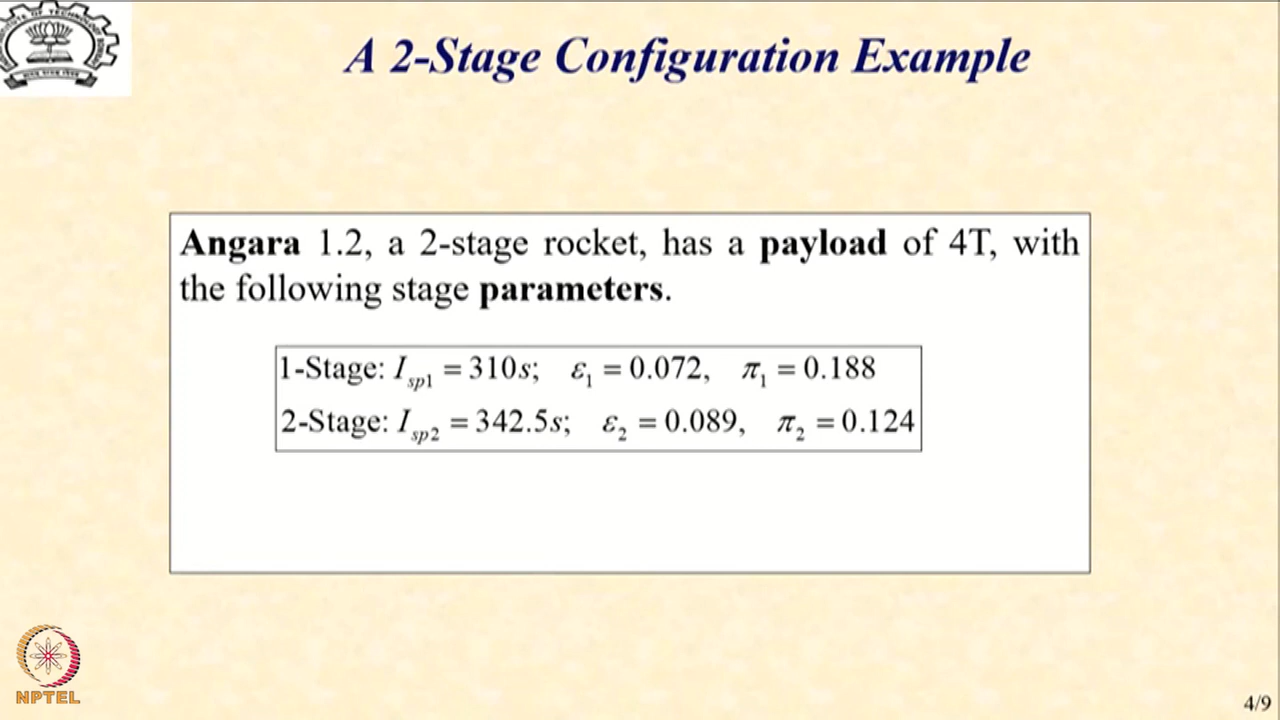 A 2-Stage Configuration Example
Angara 1.2, a 2-stage rocket, has a payload of 4T, with
the following stage parameters.
1-Stage: I_sp1 = 310s; ε₁ = 0.072, π₁ = 0.188
2-Stage: I_sp2 = 342.5s; ε₂ = 0.089, π₂ = 0.124
NPTEL
4/9